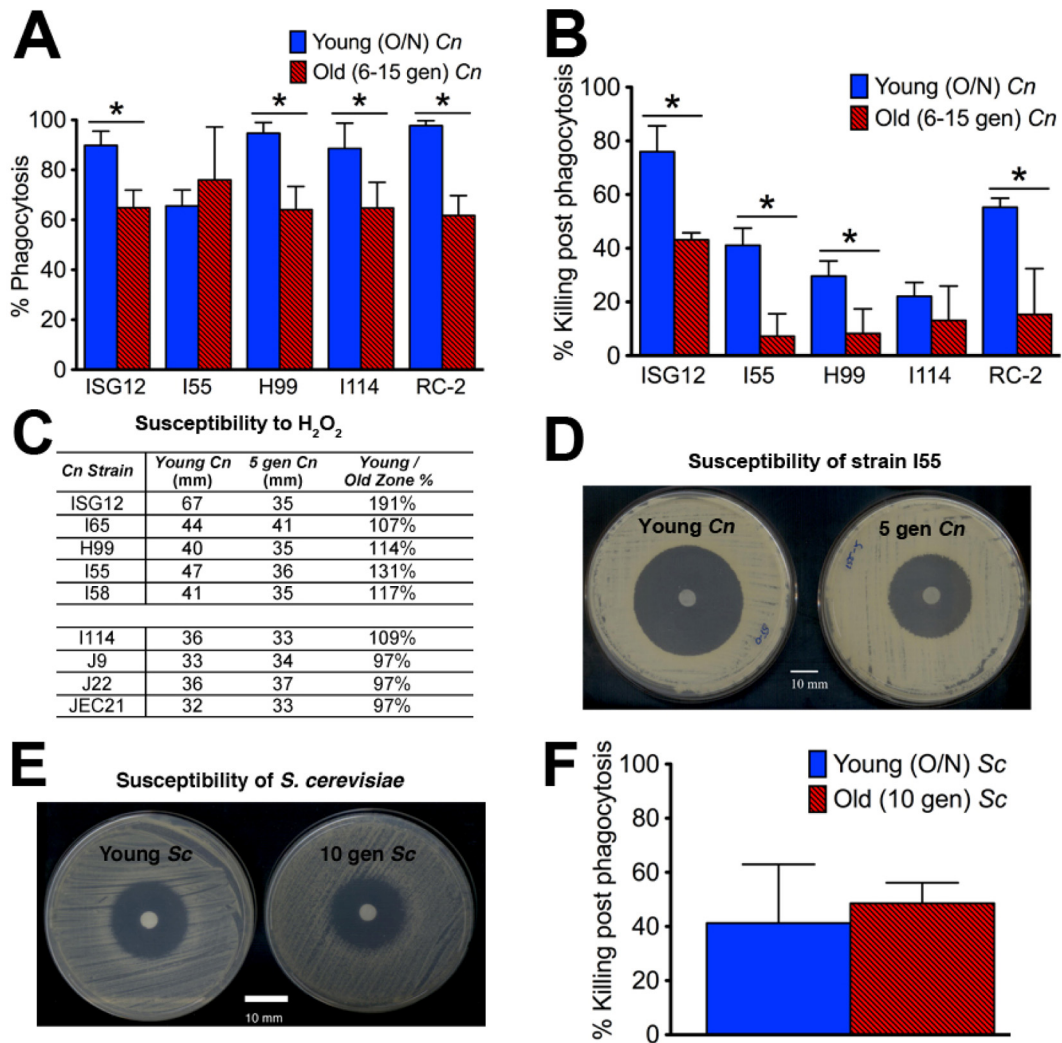 A
Young (O/N) Cn
Old (6-15 gen) Cn
% Phagocytosis
100
80
60
40
20
0
* * * *
ISG12 I55 H99 I114 RC-2
B
Young (O/N) Cn
Old (6-15 gen) Cn
% Killing post phagocytosis
100
80
60
40
20
0
* * * *
ISG12 I55 H99 I114 RC-2
C
Susceptibility to H2O2
Cn Strain Young Cn (mm) 5 gen Cn (mm) Young / Old Zone %
ISG12 67 35 191%
I65 44 41 107%
H99 40 35 114%
I55 47 36 131%
I58 41 35 117%
I114 36 33 109%
J9 33 34 97%
J22 36 37 97%
JEC21 32 33 97%
D
Susceptibility of strain I55
Young Cn
5 gen Cn
10 mm
E
Susceptibility of S. cerevisiae
Young Sc
10 gen Sc
10 mm
F
Young (O/N) Sc
Old (10 gen) Sc
% Killing post phagocytosis
100
80
60
40
20
0